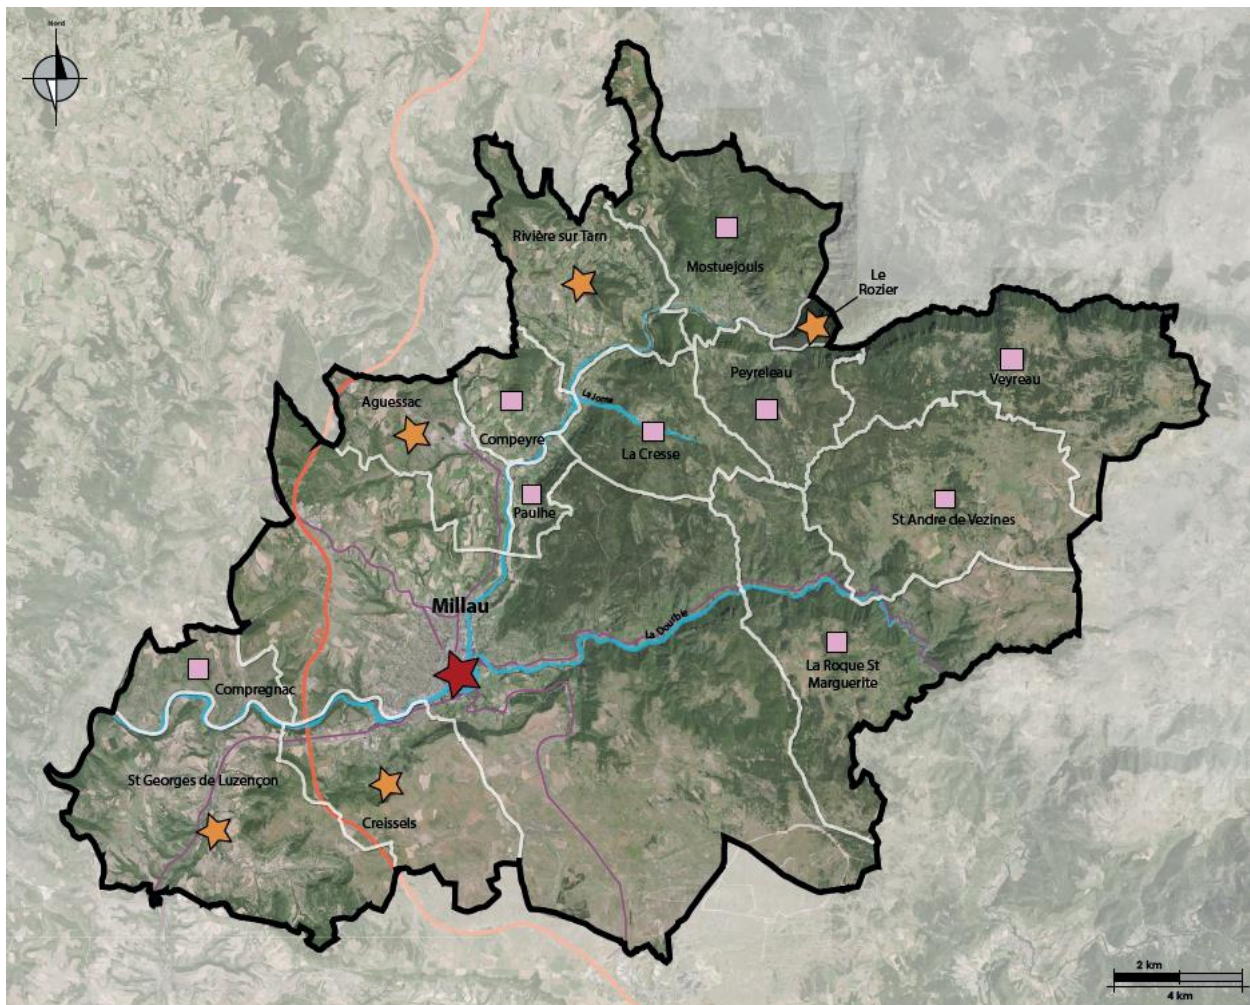 Nord
Rivière sur Tarn
Mostuejouls
Le
Rozier
Peyreleau
Veyreau
Aguessac
La Jonte
Compeyre
La Cresse
Paulhe
St Andre de Vezines
Millau
La Dourbie
La Roque St
Marguerite
Compregnac
St Georges de Luzençon
Creissels
2 km
4 km